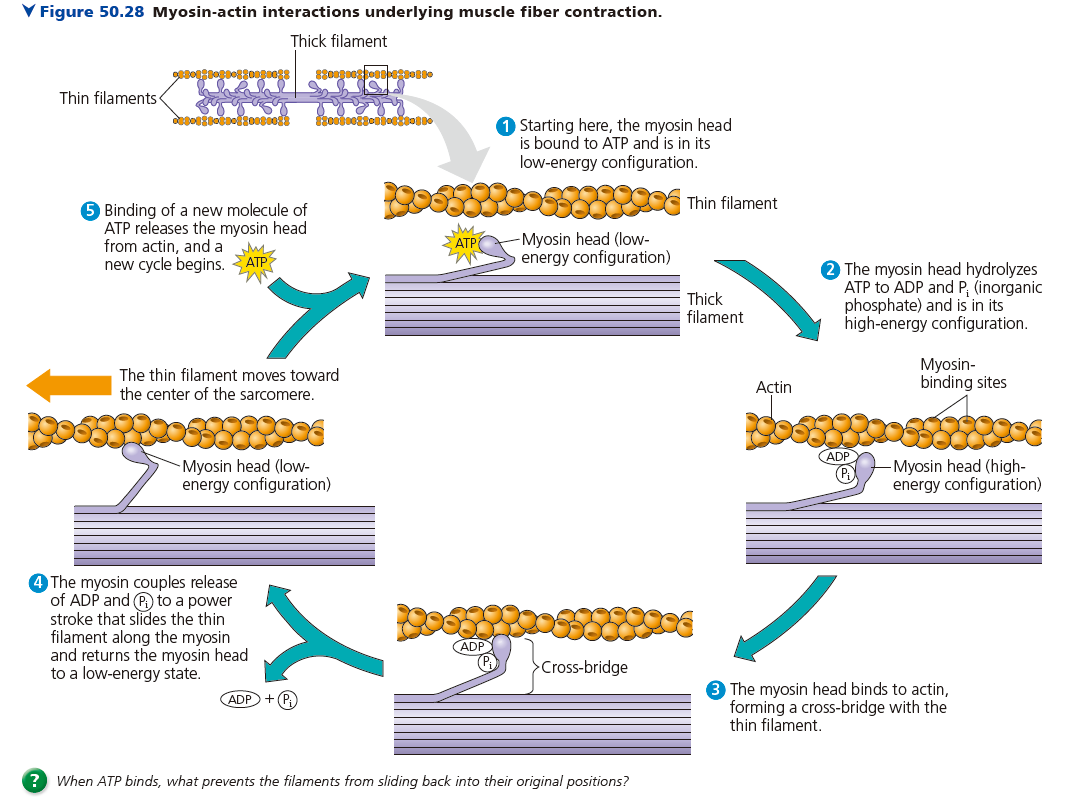 Figure 50.28 Myosin-actin interactions underlying muscle fiber contraction.
Thick filament
Thin filaments
1 Starting here, the myosin head
is bound to ATP and is in its
low-energy configuration.
Thin filament
ATP
Myosin head (low-
energy configuration)
Thick
filament
2 The myosin head hydrolyzes
ATP to ADP and Pi (inorganic
phosphate) and is in its
high-energy configuration.
Actin
Myosin-
binding sites
ADP
Pi
Myosin head (high-
energy configuration)
3 The myosin head binds to actin,
forming a cross-bridge with the
thin filament.
ADP
Pi
Cross-bridge
4 The myosin couples release
of ADP and Pi to a power
stroke that slides the thin
filament along the myosin
and returns the myosin head
to a low-energy state.
ADP + Pi
The thin filament moves toward
the center of the sarcomere.
Myosin head (low-
energy configuration)
5 Binding of a new molecule of
ATP releases the myosin head
from actin, and a
new cycle begins.
ATP
? When ATP binds, what prevents the filaments from sliding back into their original positions?